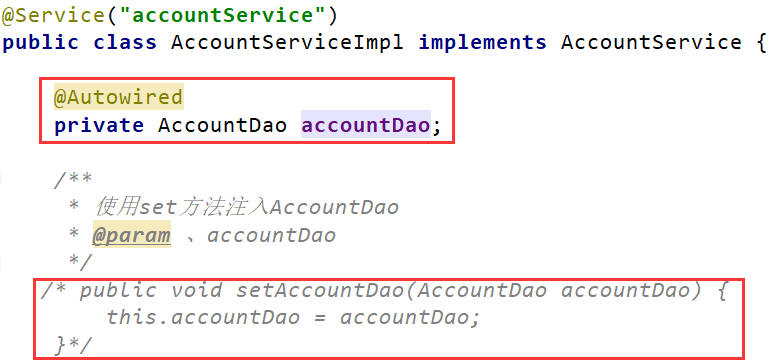 @Service("accountService")
public class AccountServiceImpl implements AccountService {
@Autowired
private AccountDao accountDao;
/**
* 使用set方法注入AccountDao
* @param 、accountDao
*/
/* public void setAccountDao(AccountDao accountDao) {
this.accountDao = accountDao;
}*/